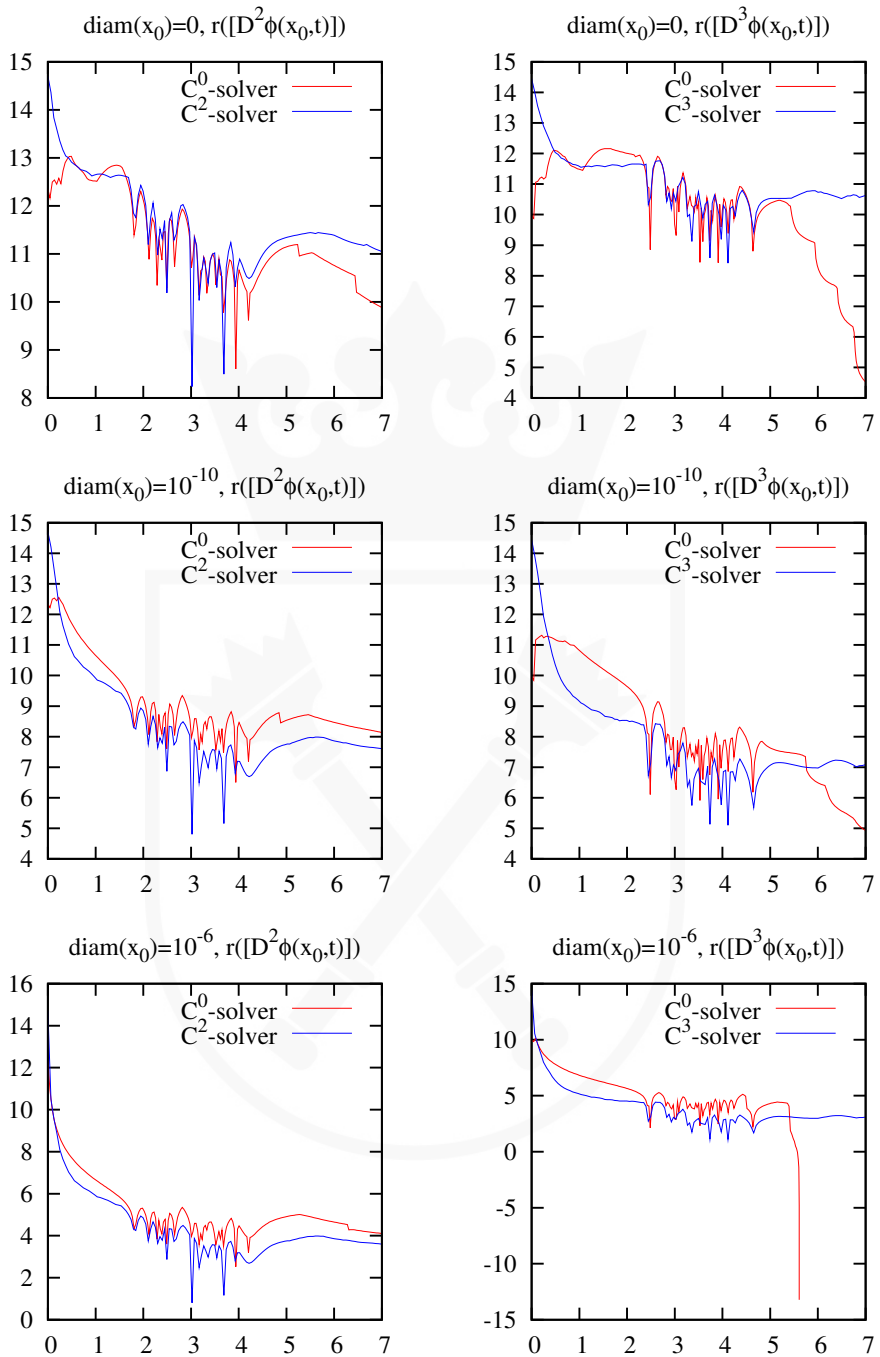 diam(x₀)=0, r([D²ϕ(x₀,t)])
15
14
13
12
11
10
9
8
0 1 2 3 4 5 6 7
C⁰-solver
C²-solver
diam(x₀)=0, r([D³ϕ(x₀,t)])
15
14
13
12
11
10
9
8
7
6
5
4
0 1 2 3 4 5 6 7
C⁰-solver
C³-solver
diam(x₀)=10⁻¹⁰, r([D²ϕ(x₀,t)])
15
14
13
12
11
10
9
8
7
6
5
4
0 1 2 3 4 5 6 7
C⁰-solver
C²-solver
diam(x₀)=10⁻¹⁰, r([D³ϕ(x₀,t)])
15
14
13
12
11
10
9
8
7
6
5
4
0 1 2 3 4 5 6 7
C⁰-solver
C³-solver
diam(x₀)=10⁻⁶, r([D²ϕ(x₀,t)])
16
14
12
10
8
6
4
2
0
0 1 2 3 4 5 6 7
C⁰-solver
C²-solver
diam(x₀)=10⁻⁶, r([D³ϕ(x₀,t)])
15
10
5
0
-5
-10
-15
0 1 2 3 4 5 6 7
C⁰-solver
C³-solver